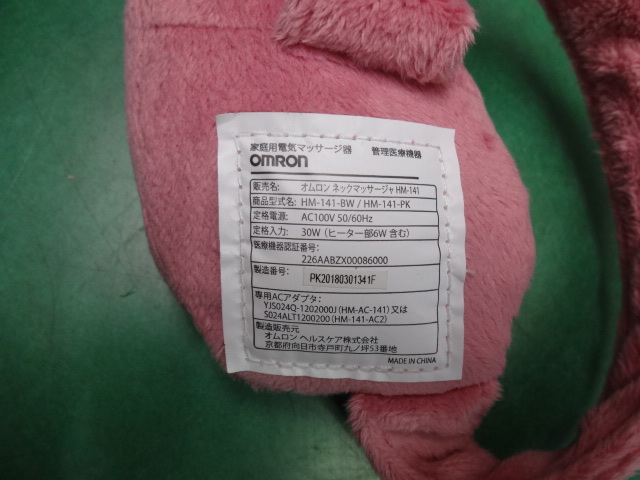 家庭用電気マッサージ器 管理医療機器
OMRON
販売名: オムロン ネックマッサージャ HM-141
商品型式名: HM-141-BW / HM-141-PK
定格電源: AC100V 50/60Hz
定格入力: 30W（ヒーター部6W 含む）
医療機器認証番号:
226AABZX00086000
製造番号: PK20180301341F
専用ACアダプタ:
YJS024Q-1202000J（HM-AC-141）又は
S024ALT1200200（HM-141-AC2）
製造販売元
オムロン ヘルスケア株式会社
京都府向日市寺戸町九ノ坪53番地
MADE IN CHINA